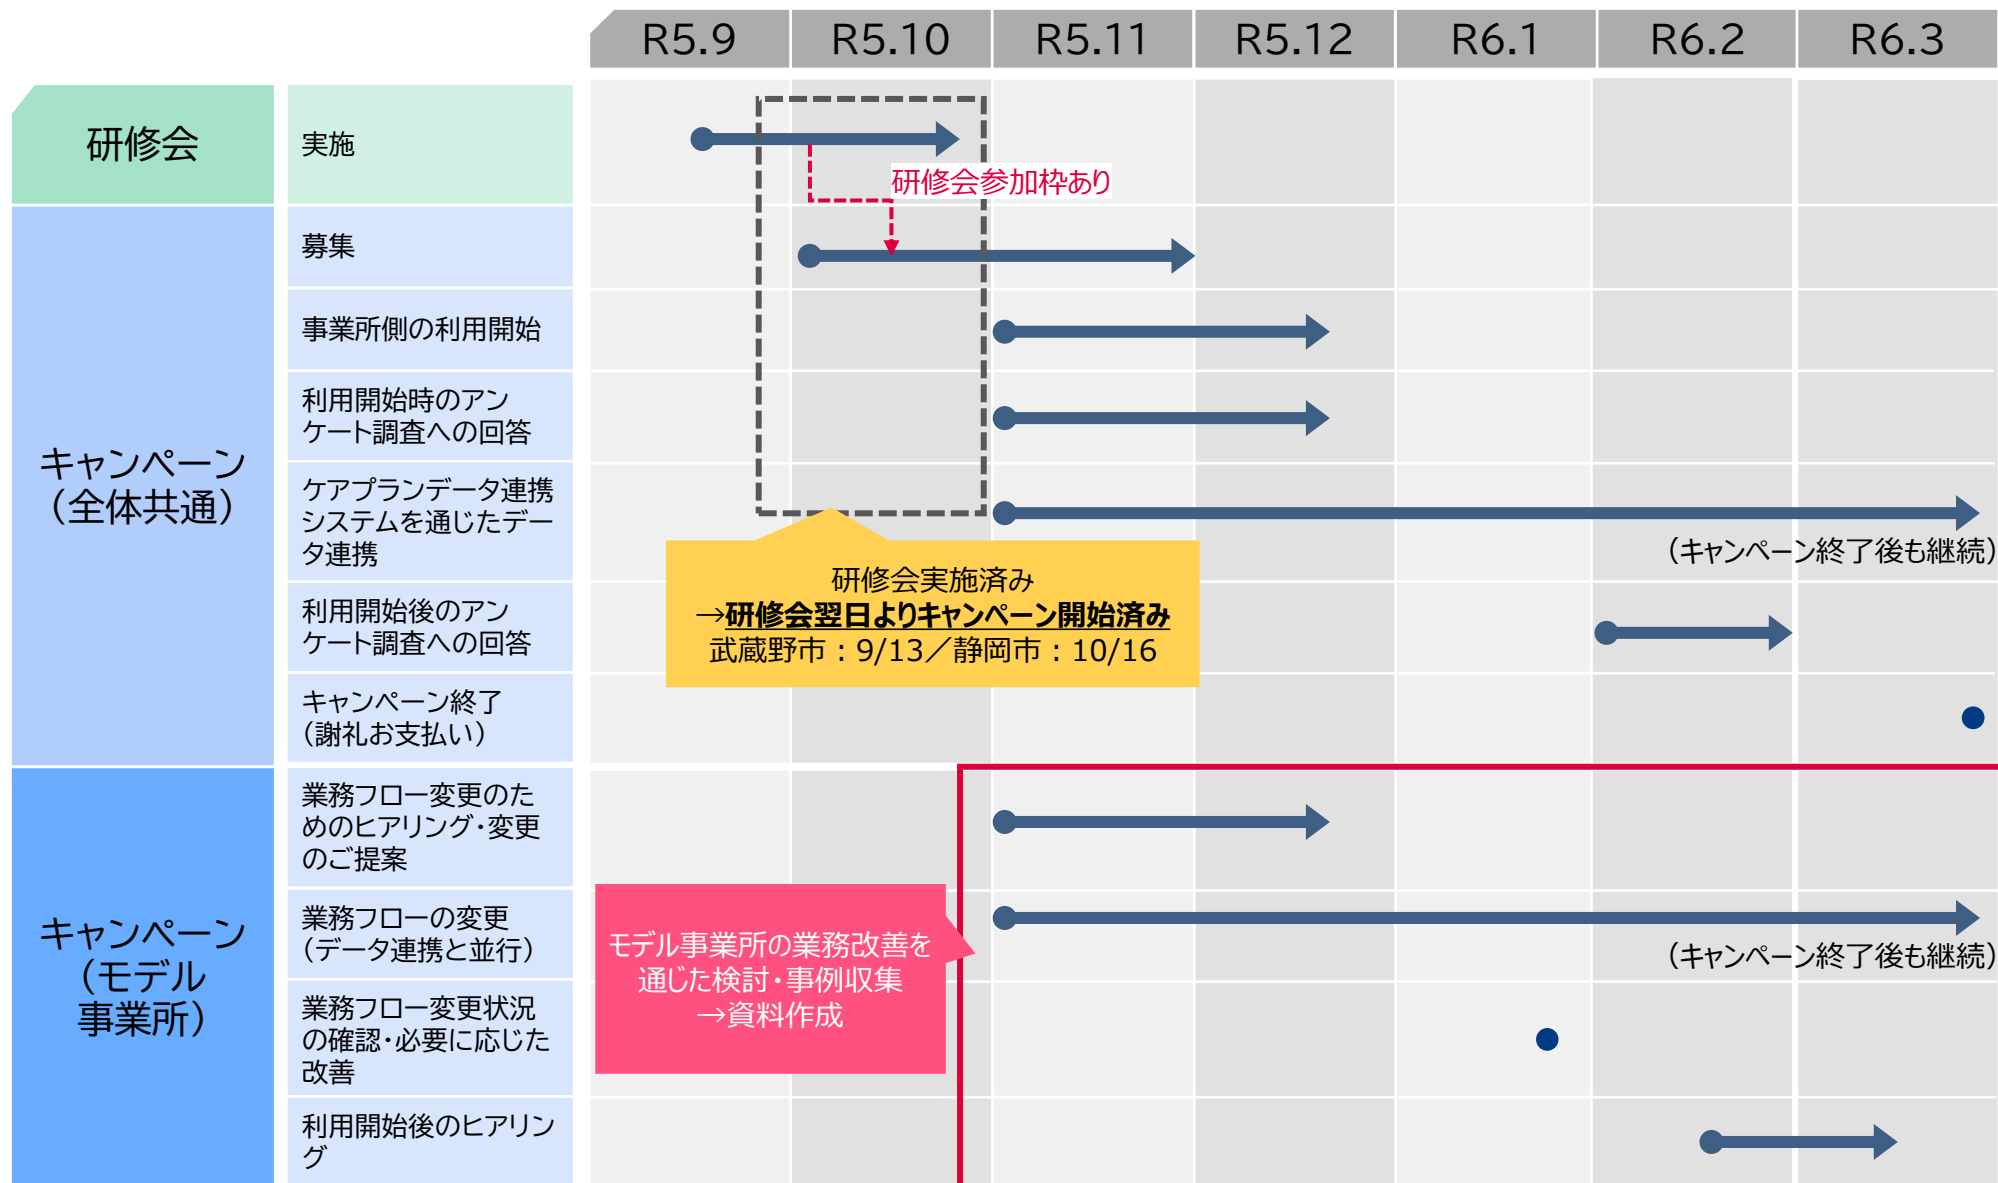 R5.9 R5.10 R5.11 R5.12 R6.1 R6.2 R6.3
研修会
実施
研修会参加枠あり
キャンペーン
（全体共通）
募集
事業所側の利用開始
利用開始時のアン
ケート調査への回答
ケアプランデータ連携
システムを通じたデー
タ連携
（キャンペーン終了後も継続）
研修会実施済み
→研修会翌日よりキャンペーン開始済み
武蔵野市：9/13／静岡市：10/16
利用開始後のアン
ケート調査への回答
キャンペーン終了
（謝礼お支払い）
キャンペーン
（モデル
事業所）
業務フロー変更のた
めのヒアリング・変更
のご提案
業務フローの変更
（データ連携と並行）
（キャンペーン終了後も継続）
モデル事業所の業務改善を
通じた検討・事例収集
→資料作成
業務フロー変更状況
の確認・必要に応じた
改善
利用開始後のヒアリン
グ